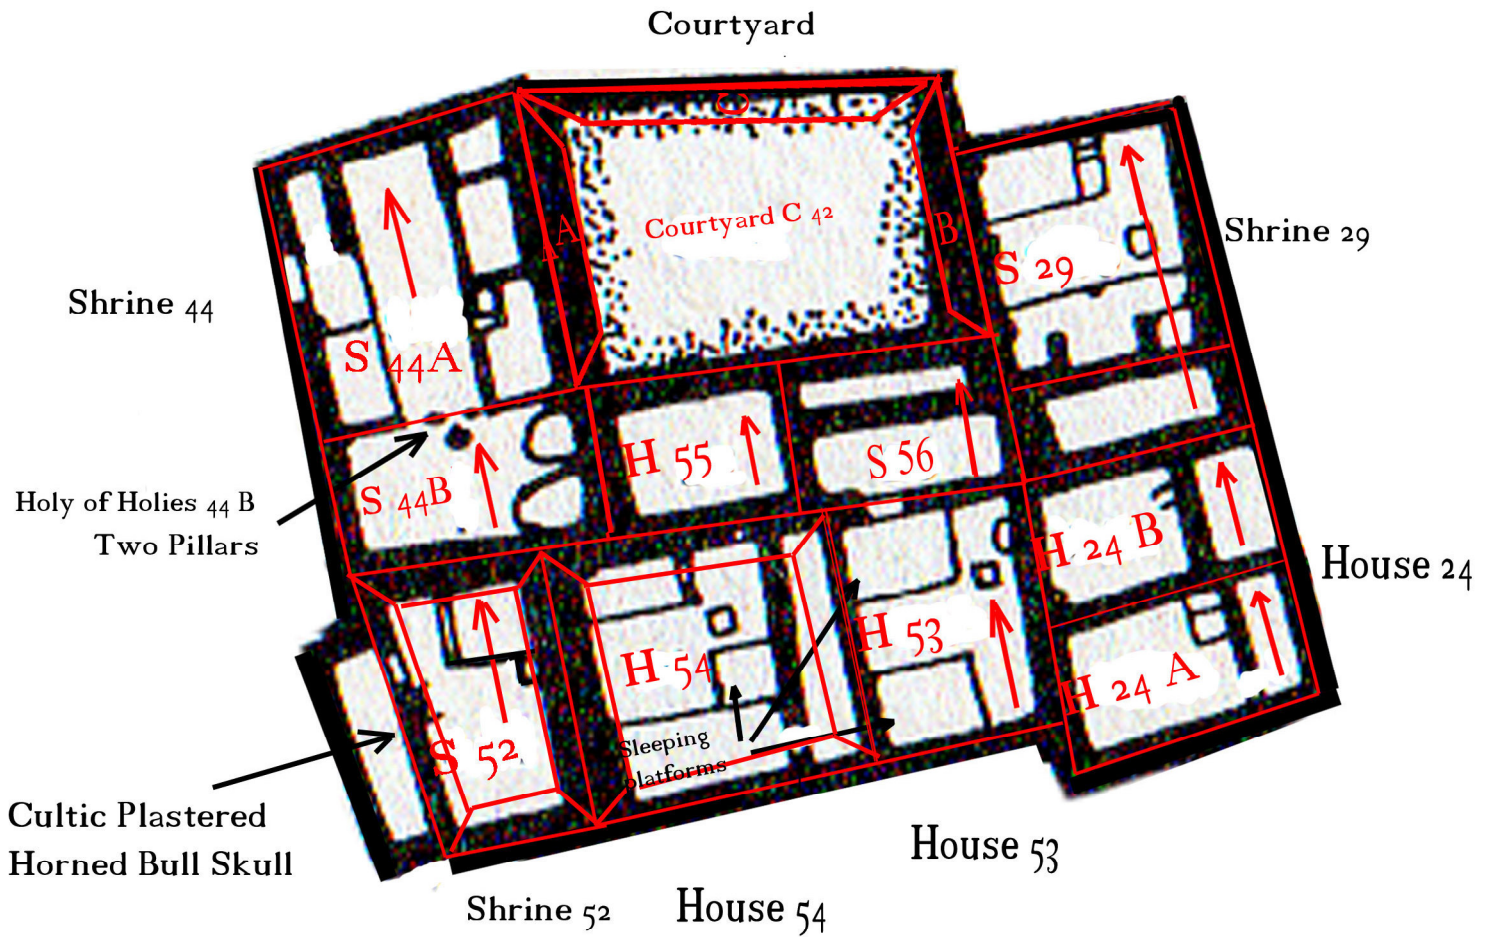 Courtyard
C
Courtyard C 42
A
A
B
S 29
Shrine 29
Shrine 44
S 44A
Holy of Holies 44 B
Two Pillars
S 44B
H 55
S 56
H 24 B
House 24
H 24 A
H 53
H 54
Sleeping
platforms
S 52
Cultic Plastered
Horned Bull Skull
Shrine 52
House 54
House 53